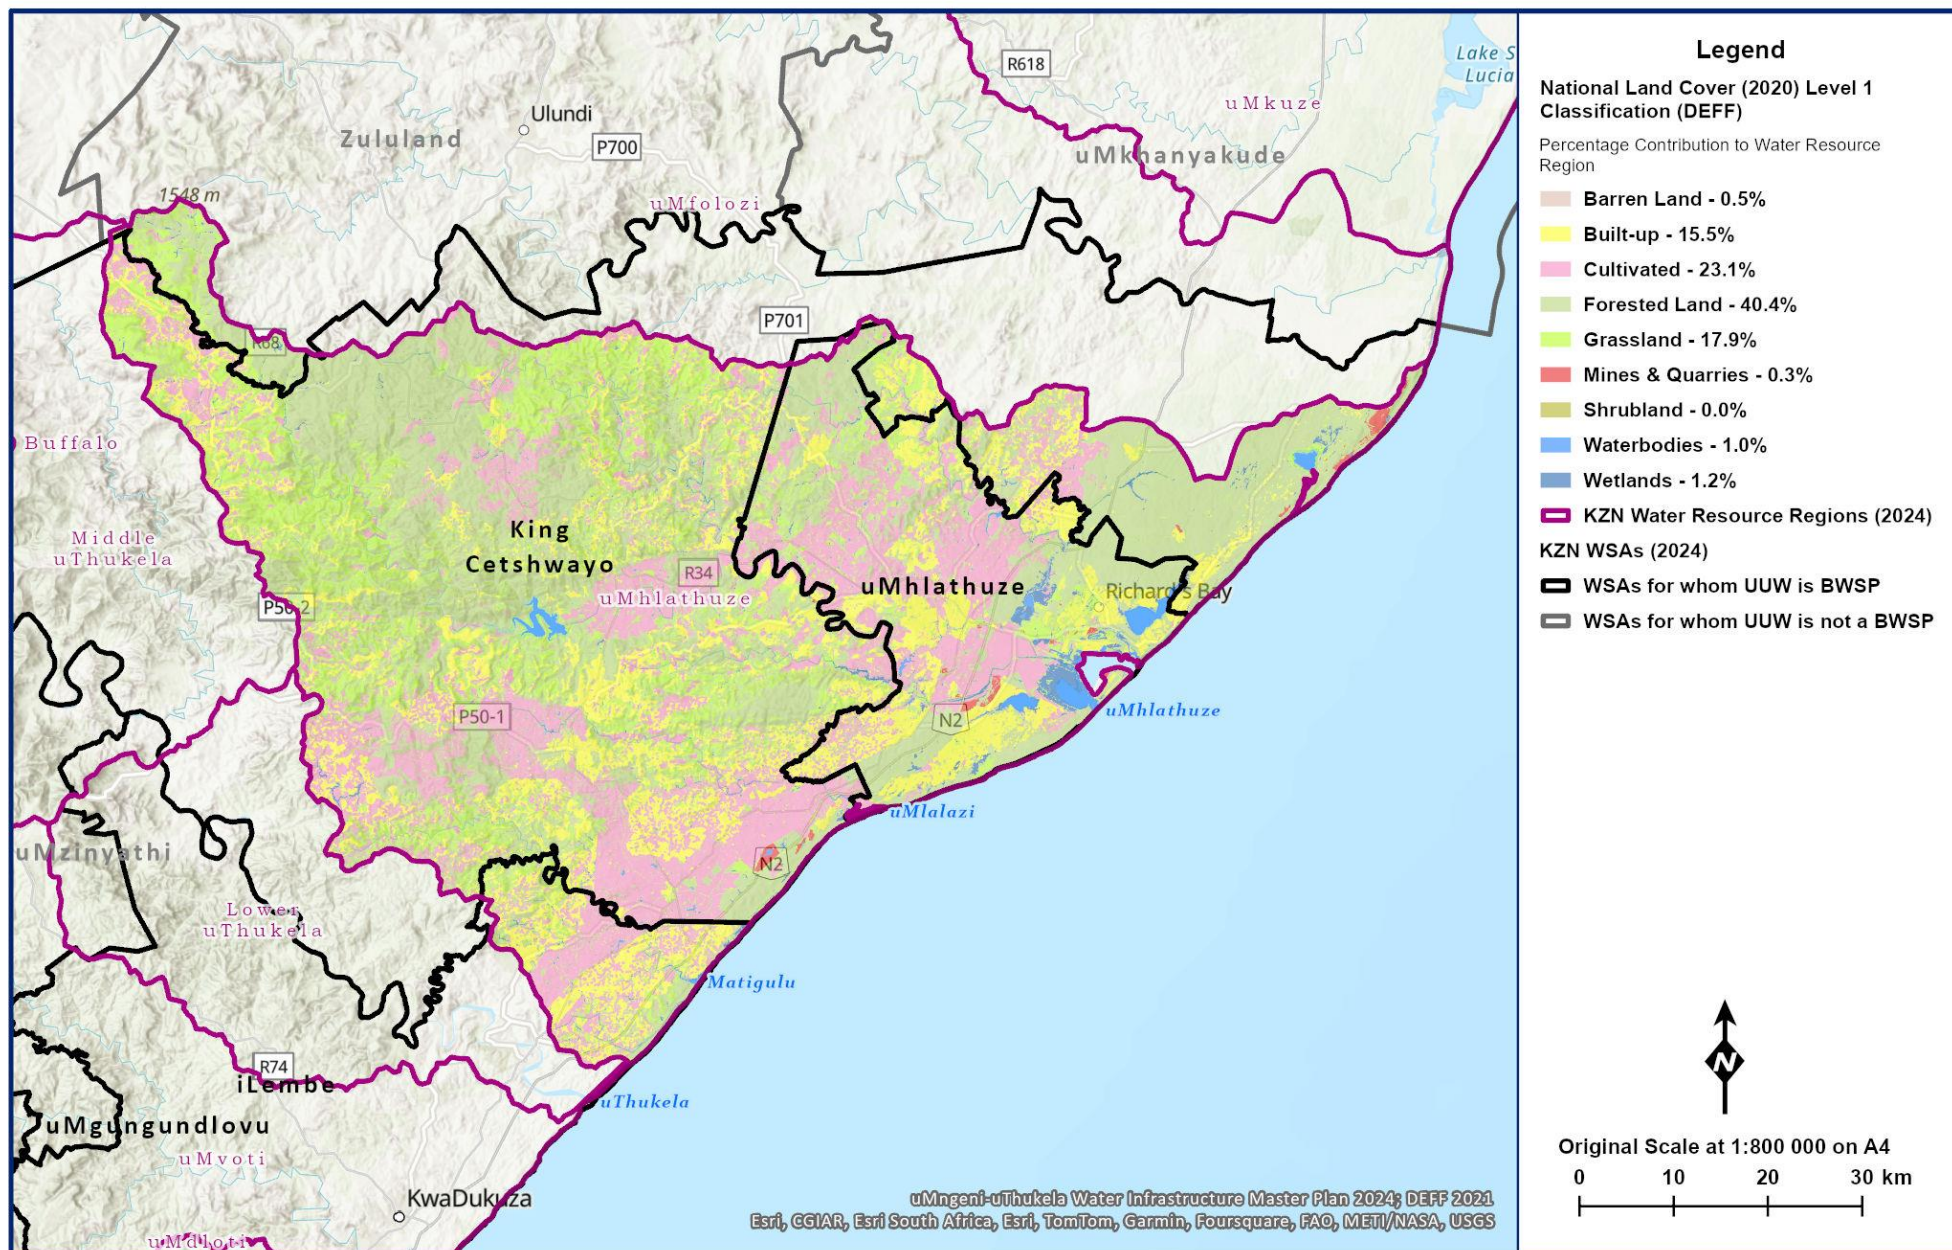 Lake S
Lucia
R618
uMkuze
Ulundi
Zululand
P700
uMkhanyakude
1548 m
uMfolozi
P701
R68
Buffalo
King
Cetshwayo
Middle
uThukela
R34
uMhlathuze
uMhlathuze
Richard's Bay
P50-2
P50-1
N2
uMhlathuze
uMlalazi
uMzinyathi
N2
Lower
uThukela
Matigulu
R74
iLembe
uThukela
uMgungundlovu
uMvoti
KwaDukuza
uMdloti
uMngeni-uThukela Water Infrastructure Master Plan 2024; DEFF 2021
Esri, CGIAR, Esri South Africa, Esri, TomTom, Garmin, Foursquare, FAO, METI/NASA, USGS
Legend
National Land Cover (2020) Level 1
Classification (DEFF)
Percentage Contribution to Water Resource
Region
Barren Land - 0.5%
Built-up - 15.5%
Cultivated - 23.1%
Forested Land - 40.4%
Grassland - 17.9%
Mines & Quarries - 0.3%
Shrubland - 0.0%
Waterbodies - 1.0%
Wetlands - 1.2%
KZN Water Resource Regions (2024)
KZN WSAs (2024)
WSAs for whom UUW is BWSP
WSAs for whom UUW is not a BWSP
N
Original Scale at 1:800 000 on A4
0 10 20 30 km